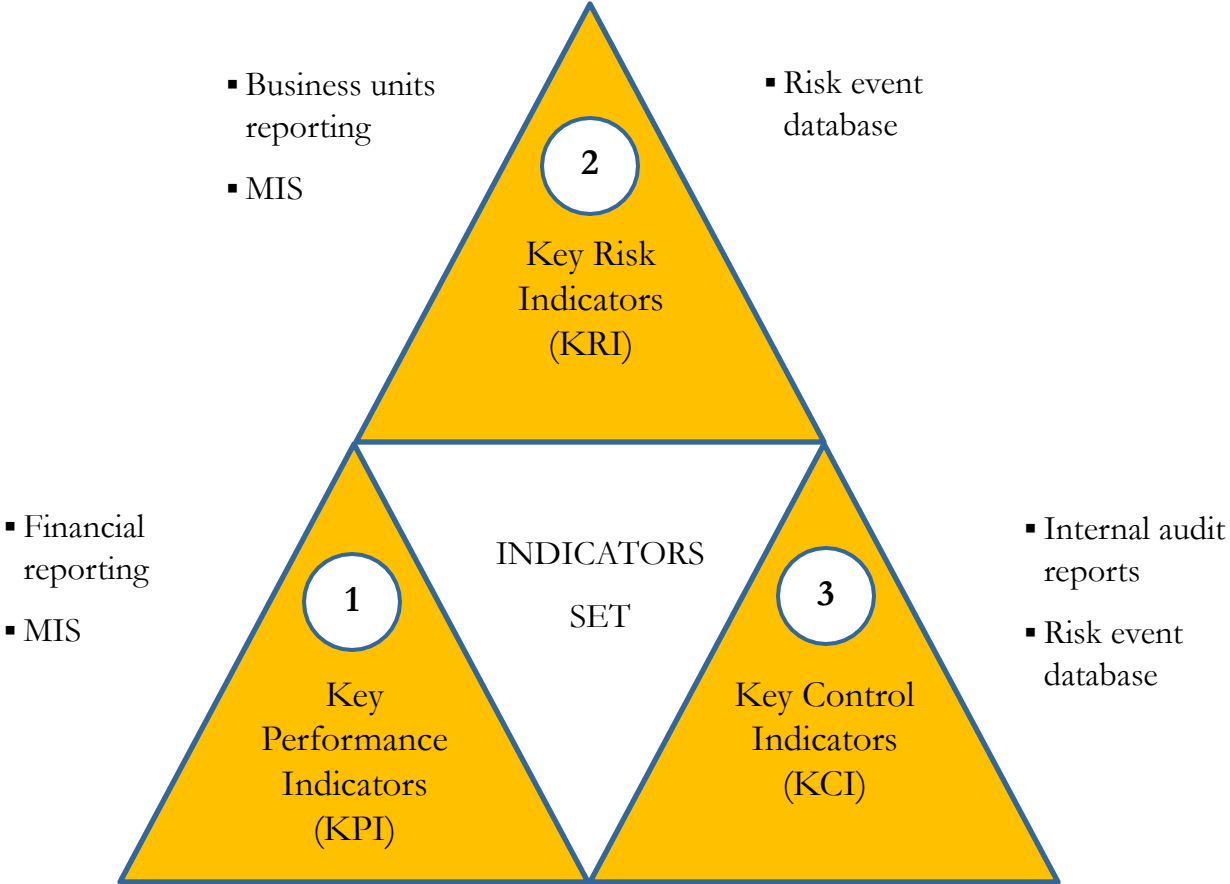 ▪ Business units
reporting
▪ MIS
▪ Risk event
database
2
Key Risk
Indicators
(KRI)
▪ Financial
reporting
▪ MIS
1
Key
Performance
Indicators
(KPI)
INDICATORS
SET
3
Key Control
Indicators
(KCI)
▪ Internal audit
reports
▪ Risk event
database